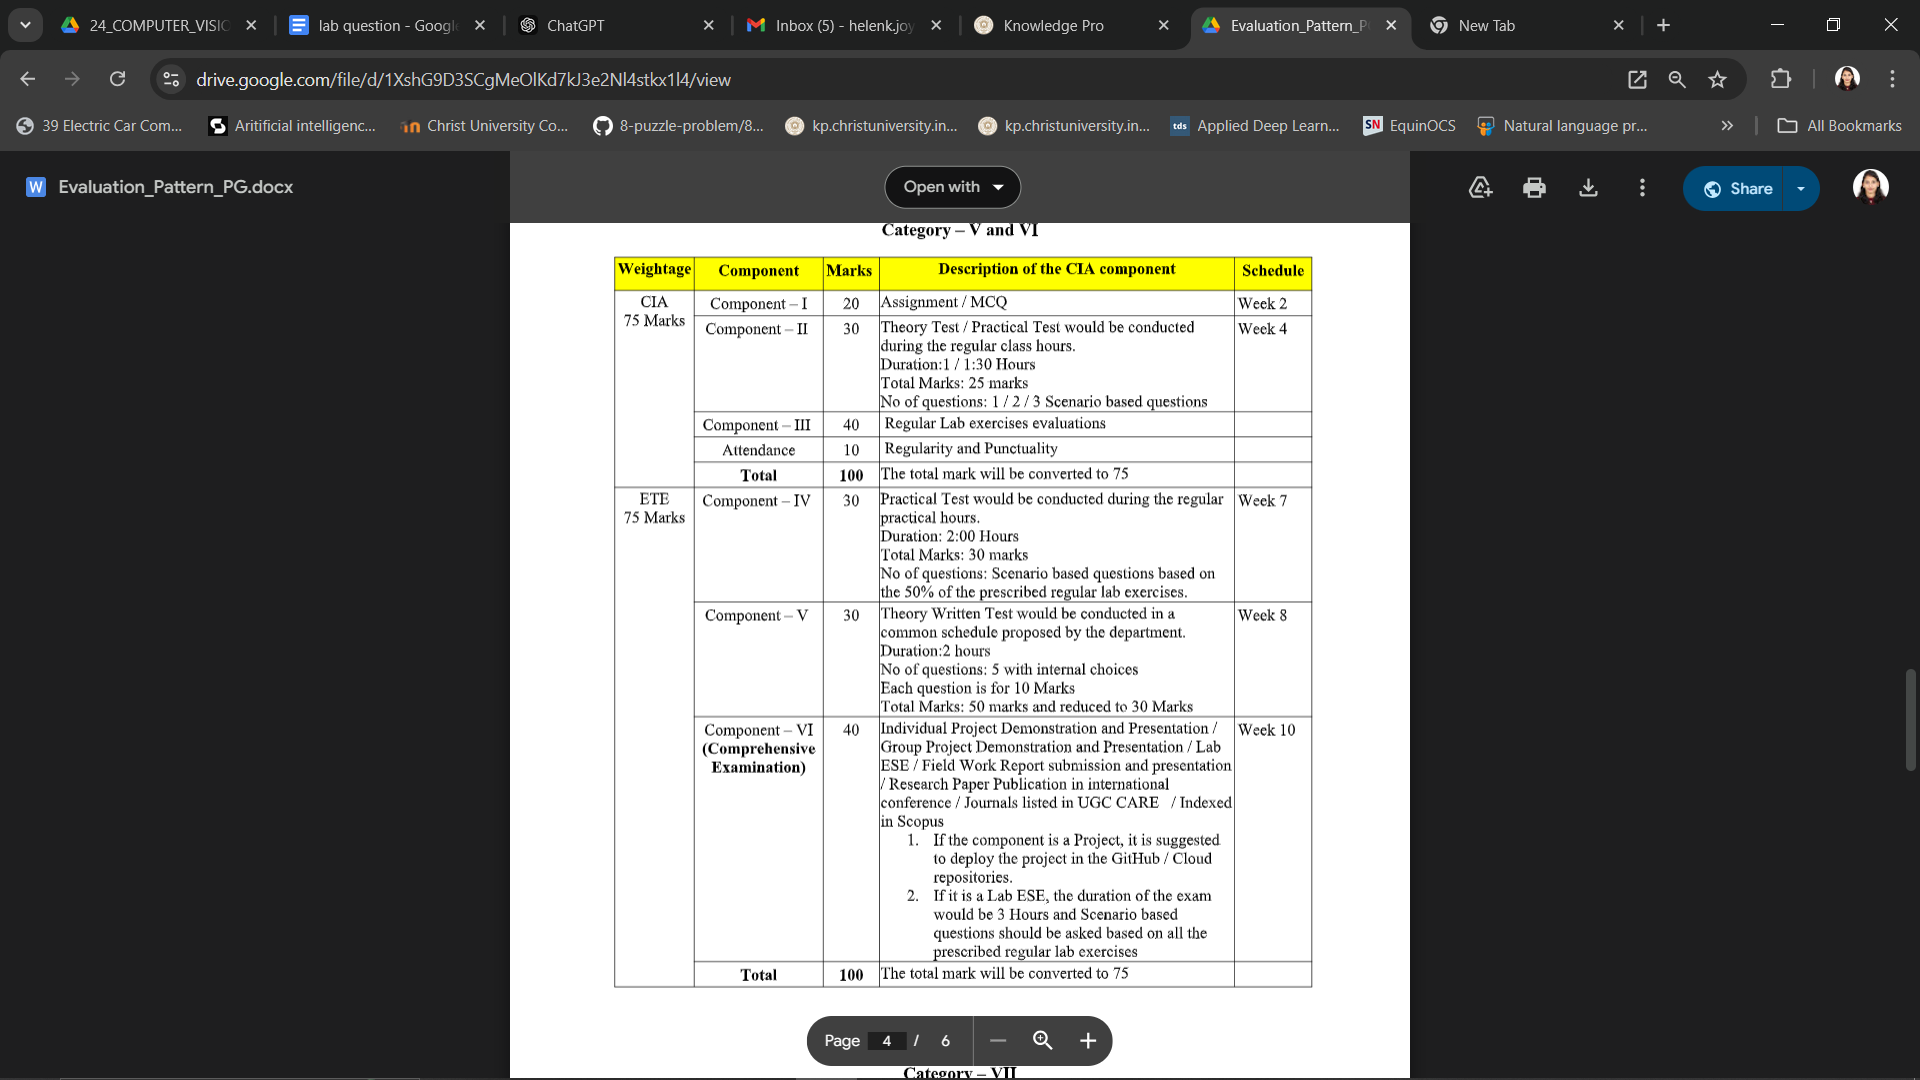 24_COMPUTER_VISIO
lab question - Google
ChatGPT
Inbox (5) - helenk.joy
Knowledge Pro
Evaluation_Pattern_P
New Tab
drive.google.com/file/d/1XshG9D3SCgMeOlKd7kJ3e2Nl4stkx1l4/view
39 Electric Car Com...
Aritificial intelligenc...
Christ University Co...
8-puzzle-problem/8...
kp.christuniversity.in...
kp.christuniversity.in...
tds Applied Deep Learn...
SN EquinOCS
Natural language pr...
All Bookmarks
W Evaluation_Pattern_PG.docx
Open with
Share
Category – V and VI
Weightage Component Marks Description of the CIA component Schedule
CIA
75 Marks
Component – I 20 Assignment / MCQ Week 2
Component – II 30 Theory Test / Practical Test would be conducted Week 4
during the regular class hours.
Duration:1 / 1:30 Hours
Total Marks: 25 marks
No of questions: 1 / 2 / 3 Scenario based questions
Component – III 40 Regular Lab exercises evaluations
Attendance 10 Regularity and Punctuality
Total 100 The total mark will be converted to 75
ETE
75 Marks
Component – IV 30 Practical Test would be conducted during the regular Week 7
practical hours.
Duration: 2:00 Hours
Total Marks: 30 marks
No of questions: Scenario based questions based on
the 50% of the prescribed regular lab exercises.
Component – V 30 Theory Written Test would be conducted in a Week 8
common schedule proposed by the department.
Duration:2 hours
No of questions: 5 with internal choices
Each question is for 10 Marks
Total Marks: 50 marks and reduced to 30 Marks
Component – VI
(Comprehensive
Examination)
40 Individual Project Demonstration and Presentation / Week 10
Group Project Demonstration and Presentation / Lab
ESE / Field Work Report submission and presentation
/ Research Paper Publication in international
conference / Journals listed in UGC CARE / Indexed
in Scopus
1. If the component is a Project, it is suggested
to deploy the project in the GitHub / Cloud
repositories.
2. If it is a Lab ESE, the duration of the exam
would be 3 Hours and Scenario based
questions should be asked based on all the
prescribed regular lab exercises
Total 100 The total mark will be converted to 75
Page 4 / 6
Category – VII